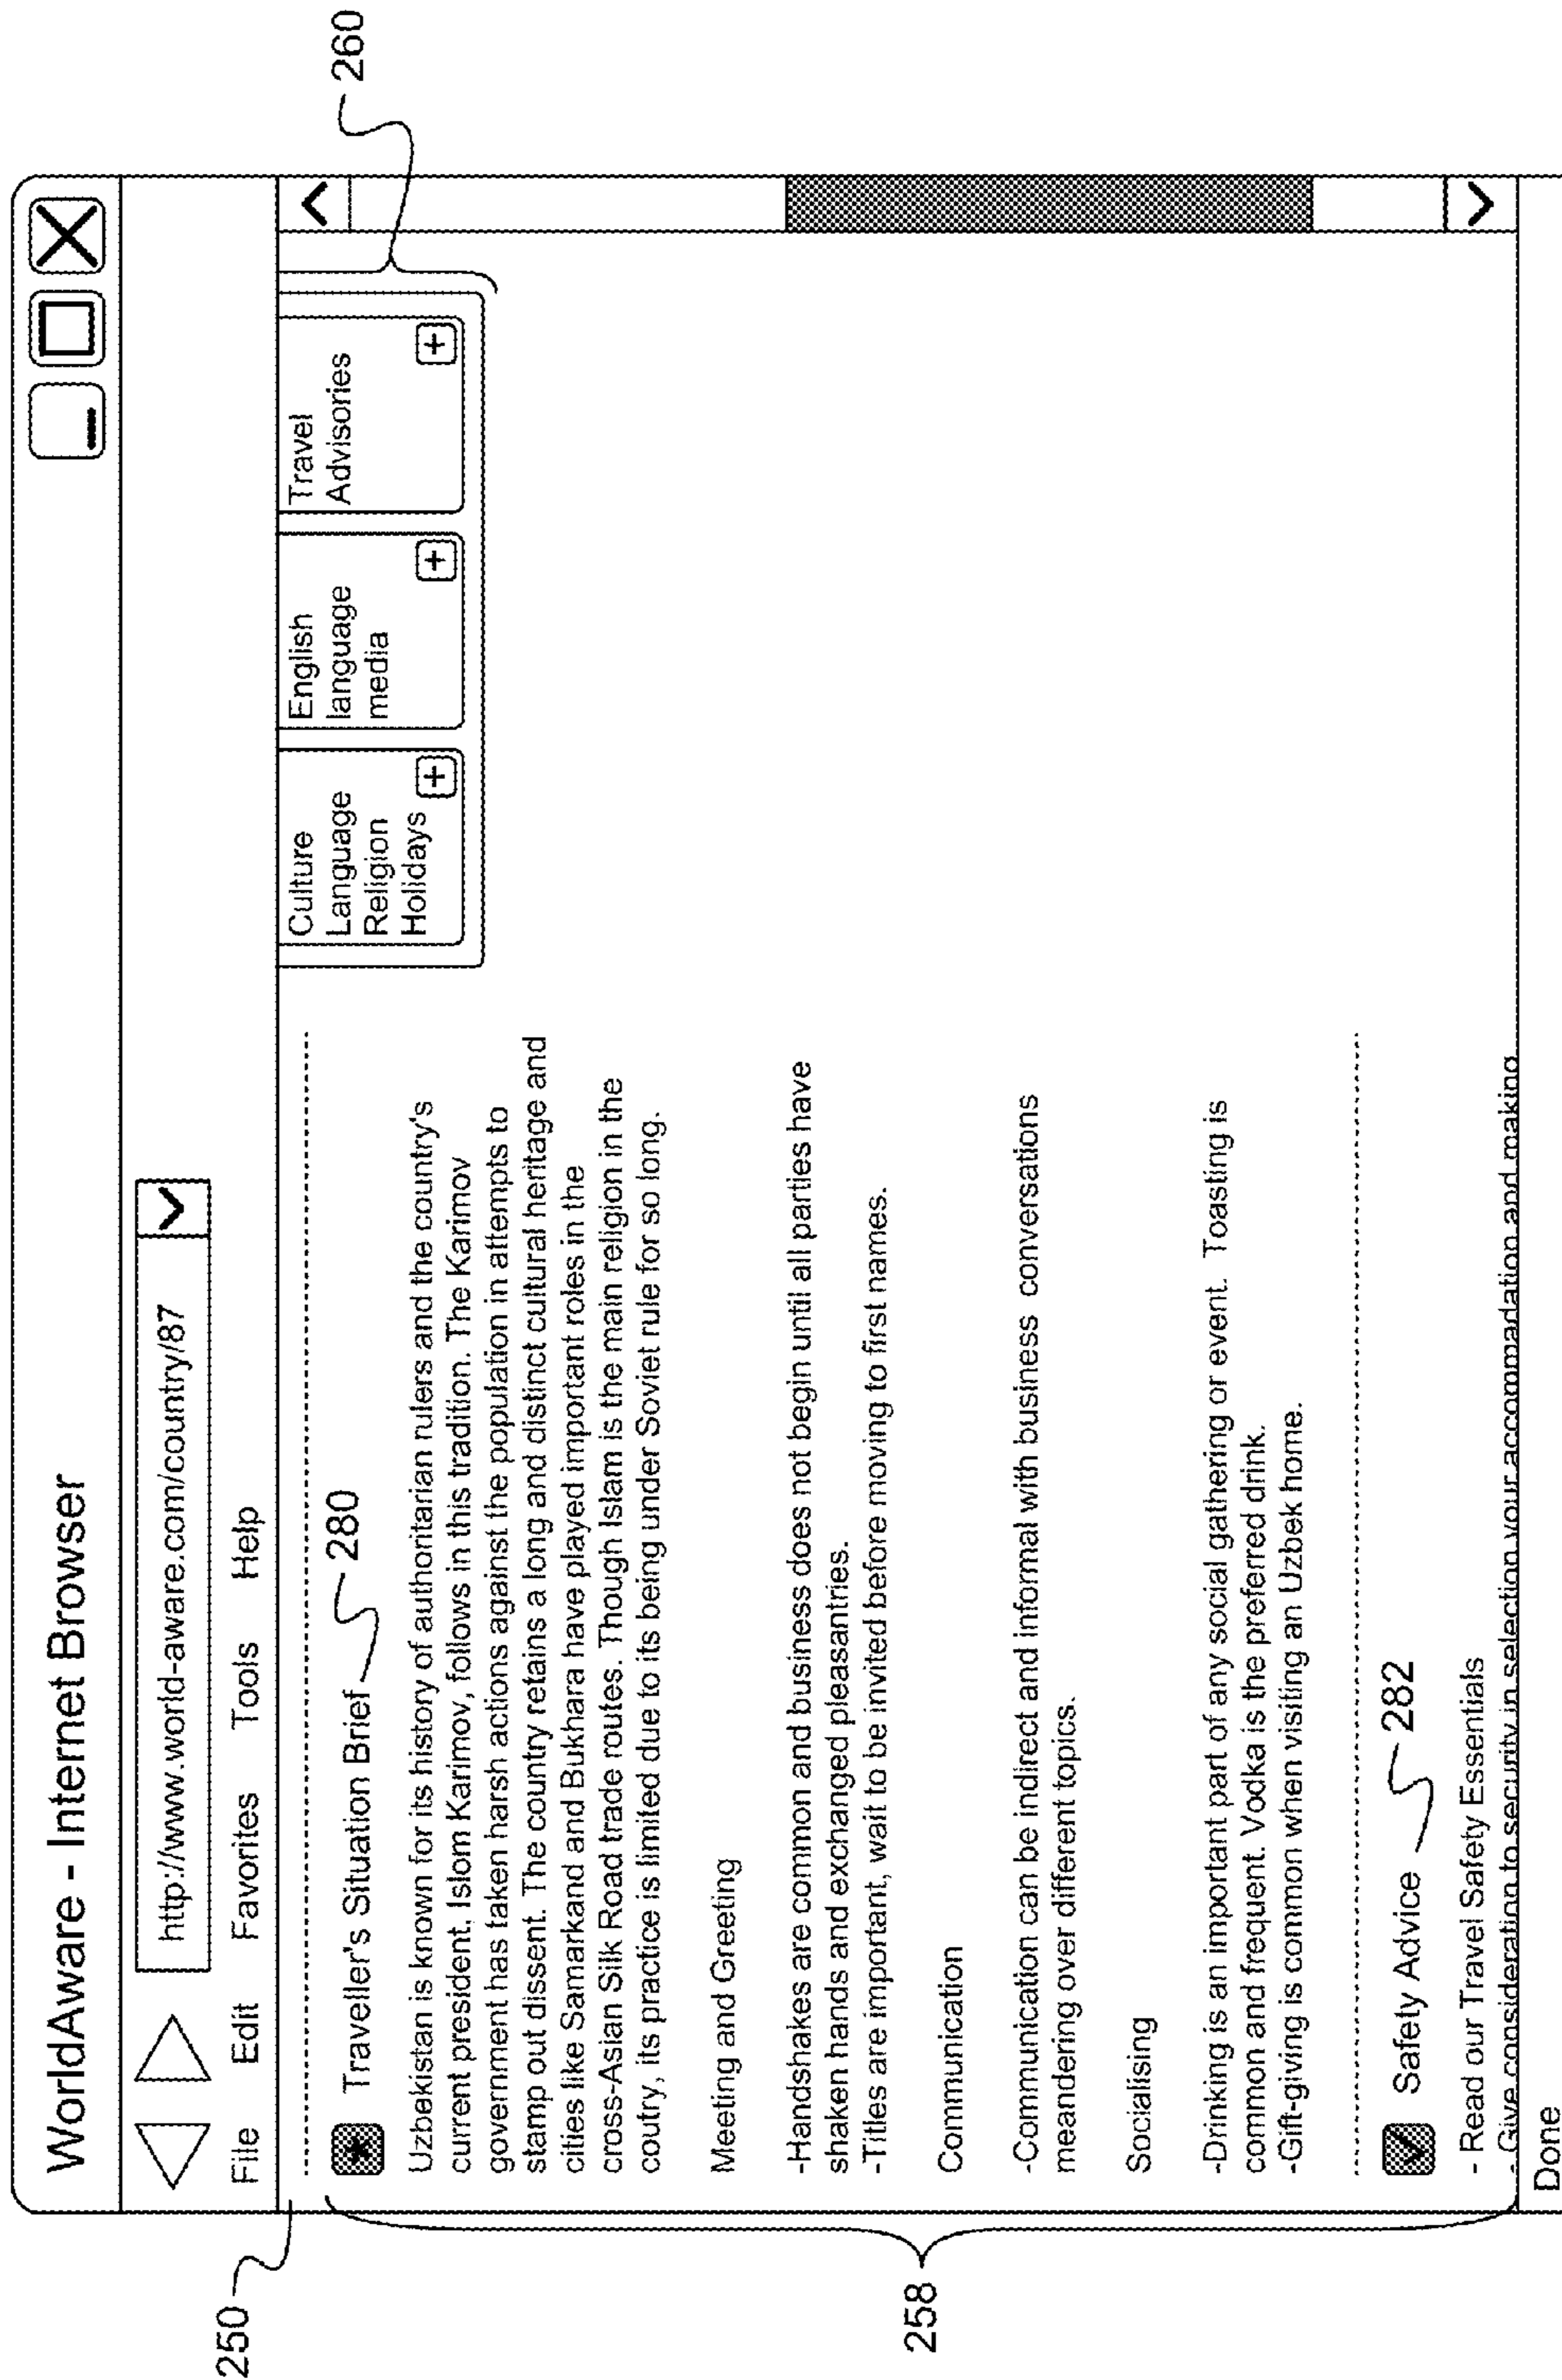 WorldAware - Internet Browser
http://www.world-aware.com/country/87
File Edit Favorites Tools Help
250
Traveller's Situation Brief 280
Uzbekistan is known for its history of authoritarian rulers and the country's
current president, Islom Karimov, follows in this tradition. The Karimov
government has taken harsh actions against the population in attempts to
stamp out dissent. The country retains a long and distinct cultural heritage and
cities like Samarkand and Bukhara have played important roles in the
cross-Asian Silk Road trade routes. Though Islam is the main religion in the
coutry, its practice is limited due to its being under Soviet rule for so long.
Meeting and Greeting
-Handshakes are common and business does not begin until all parties have
shaken hands and exchanged pleasantries.
-Titles are important, wait to be invited before moving to first names.
Communication
-Communication can be indirect and informal with business conversations
meandering over different topics.
Socialising
-Drinking is an important part of any social gathering or event. Toasting is
common and frequent. Vodka is the preferred drink.
-Gift-giving is common when visiting an Uzbek home.
Safety Advice 282
- Read our Travel Safety Essentials
- Give consideration to security in selection your accommadation and making
258
Culture
Language
Religion
Holidays
+
English
language
media
+
Travel
Advisories
+
260
Done